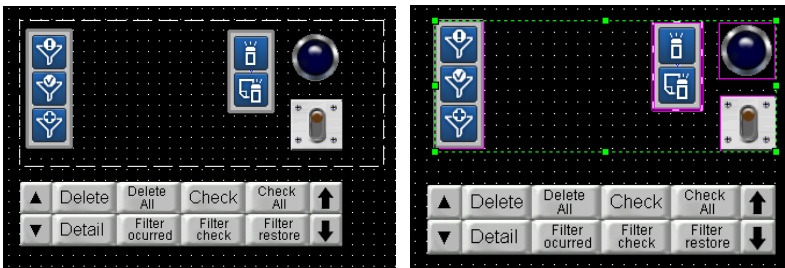 Delete
Delete
All
Check
Check
All
Detail
Filter
ocurred
Filter
check
Filter
restore
Delete
Delete
All
Check
Check
All
Detail
Filter
ocurred
Filter
check
Filter
restore